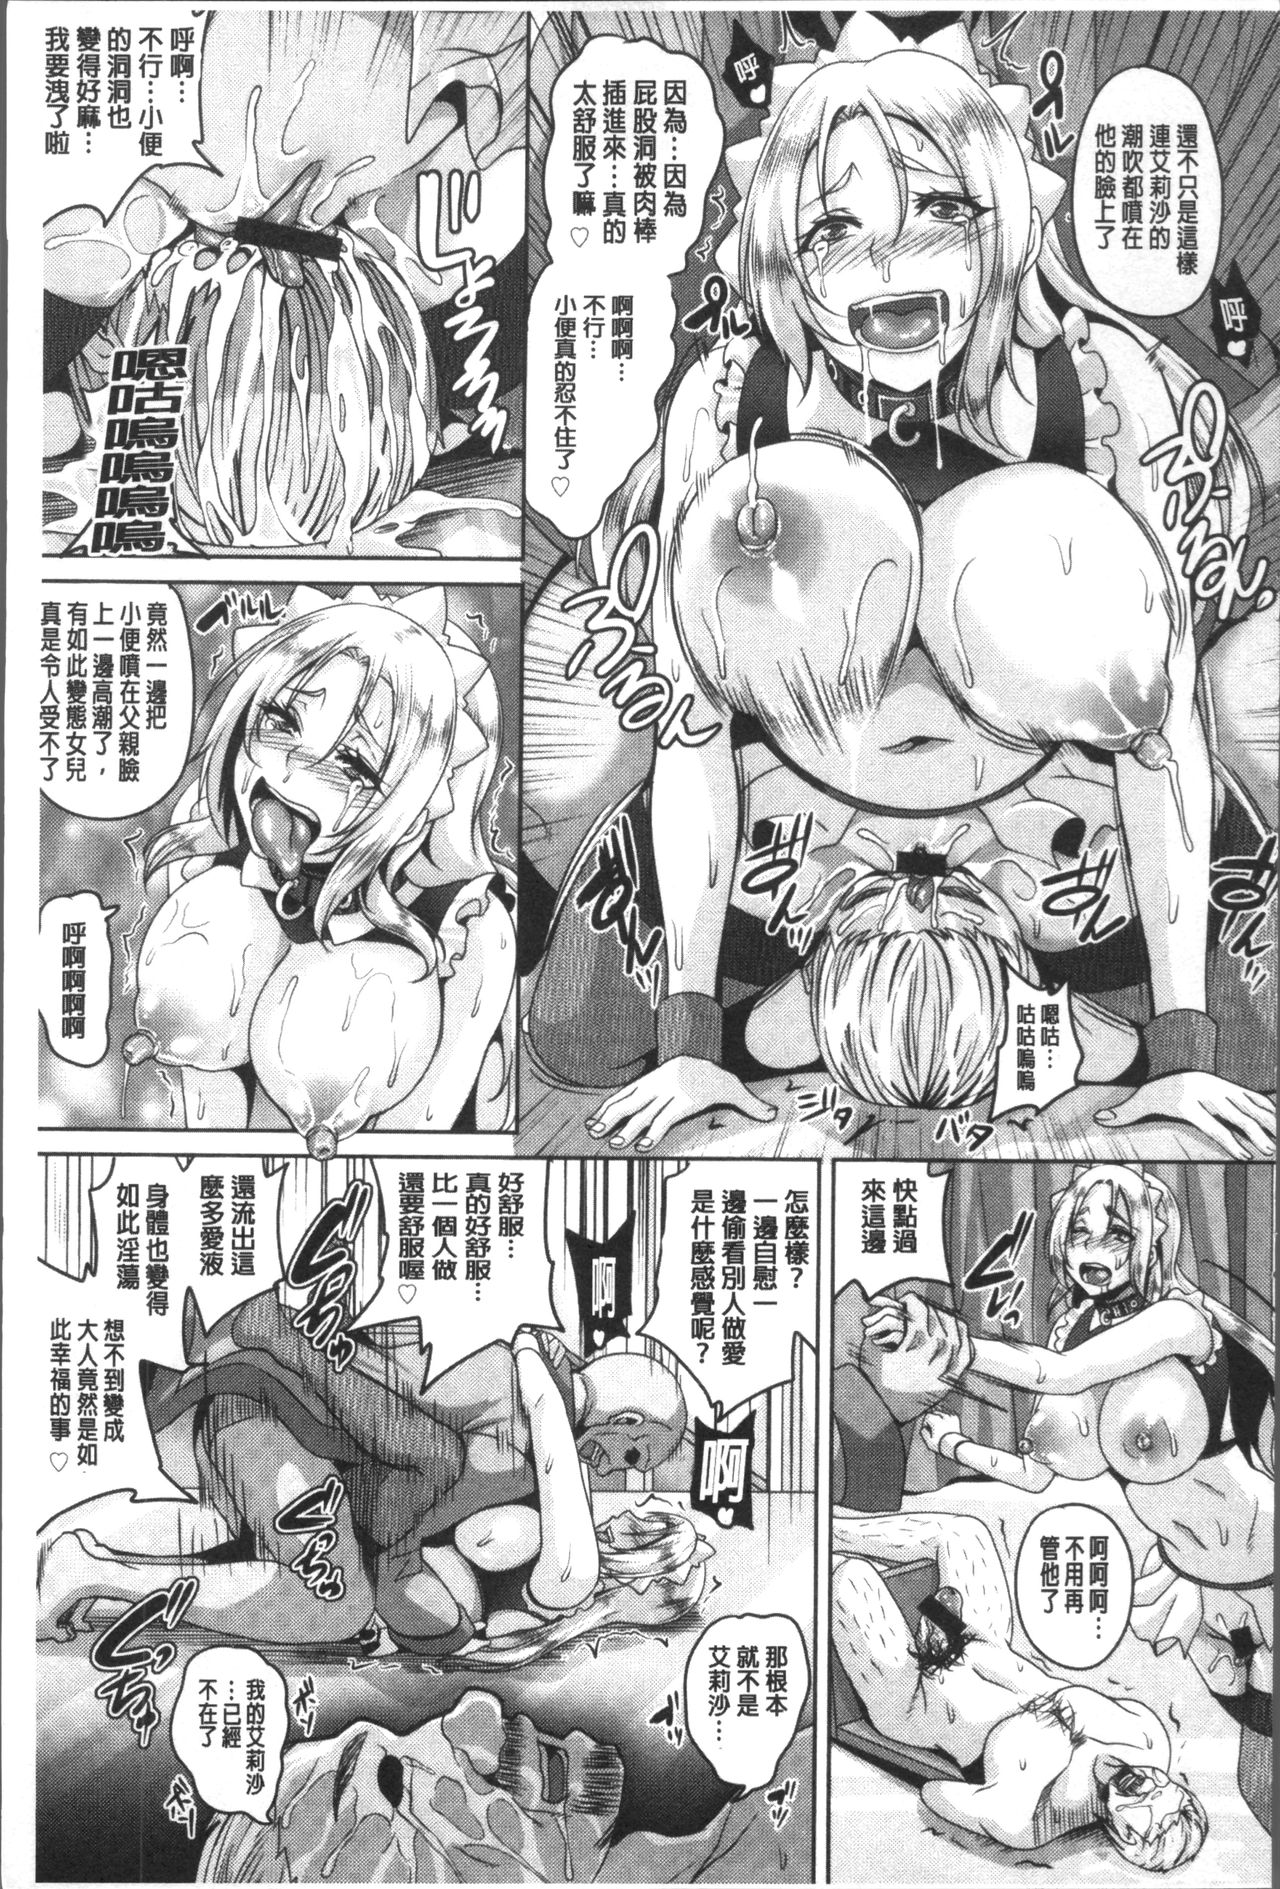 還不只是這樣
連艾莉沙的
潮吹都噴在
他的臉上了
呼♥
呼♥
因為…因為
屁股洞被肉棒
插進來…真的
太舒服了嘛♡
啊啊啊…
不行…
小便真的忍不住了♡
嗯咕…
咕咕嗚嗚
ジタ
バタ
呼啊…
不行…小便
的洞洞也
變得好麻…
我要洩了啦
嗯咕嗚嗚嗚嗚
竟然一邊把
小便噴在父親臉
上一邊高潮了，
有如此變態女兒
真是令人受不了
呼啊啊啊啊
快點過
來這邊
呵呵呵…
不用再
管他了
怎麼樣？
一邊自慰一
邊偷看別人做愛
是什麼感覺呢？
啊♥
啊♥
好舒服…
真的好舒服…
比一個人做
還要舒服喔♡
還流出這
麼多愛液
身體也變得
如此淫蕩
想不到變成
大人竟然是如
此幸福的事♡
那根本
就不是
艾莉沙…
我的艾莉沙
…已經
不在了